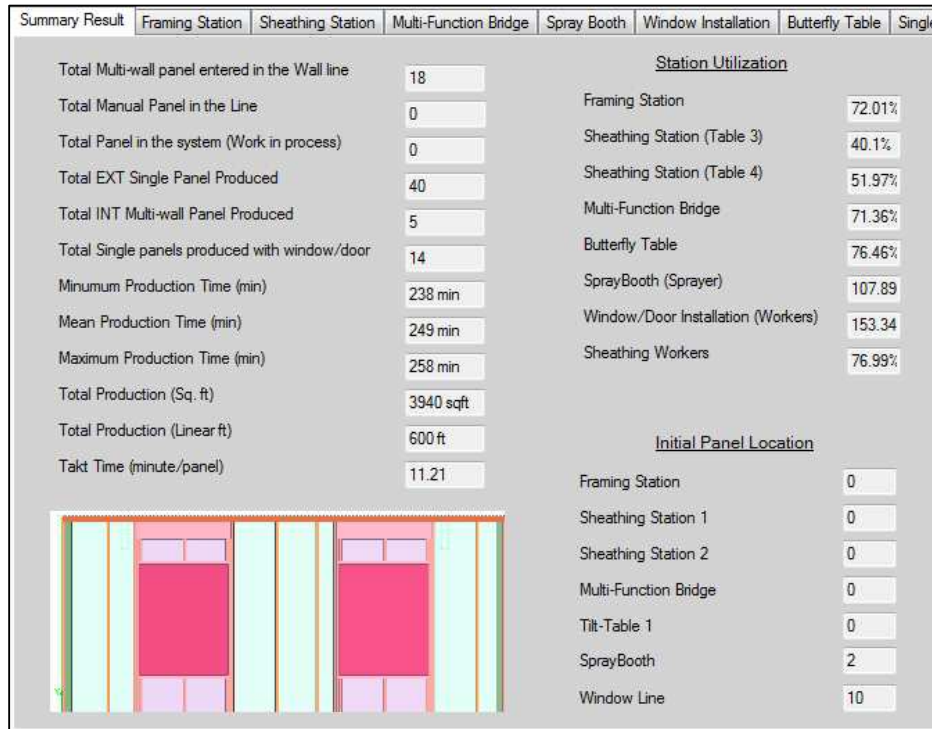 Summary Result Framing Station Sheathing Station Multi-Function Bridge Spray Booth Window Installation Butterfly Table Single
Total Multi-wall panel entered in the Wall line 18
Total Manual Panel in the Line 0
Total Panel in the system (Work in process) 0
Total EXT Single Panel Produced 40
Total INT Multi-wall Panel Produced 5
Total Single panels produced with window/door 14
Minumum Production Time (min) 238 min
Mean Production Time (min) 249 min
Maximum Production Time (min) 258 min
Total Production (Sq. ft) 3940 sqft
Total Production (Linear ft) 600 ft
Takt Time (minute/panel) 11.21
Station Utilization
Framing Station 72.01%
Sheathing Station (Table 3) 40.1%
Sheathing Station (Table 4) 51.97%
Multi-Function Bridge 71.36%
Butterfly Table 76.46%
SprayBooth (Sprayer) 107.89
Window/Door Installation (Workers) 153.34
Sheathing Workers 76.99%
Initial Panel Location
Framing Station 0
Sheathing Station 1 0
Sheathing Station 2 0
Multi-Function Bridge 0
Tilt-Table 1 0
SprayBooth 2
Window Line 10